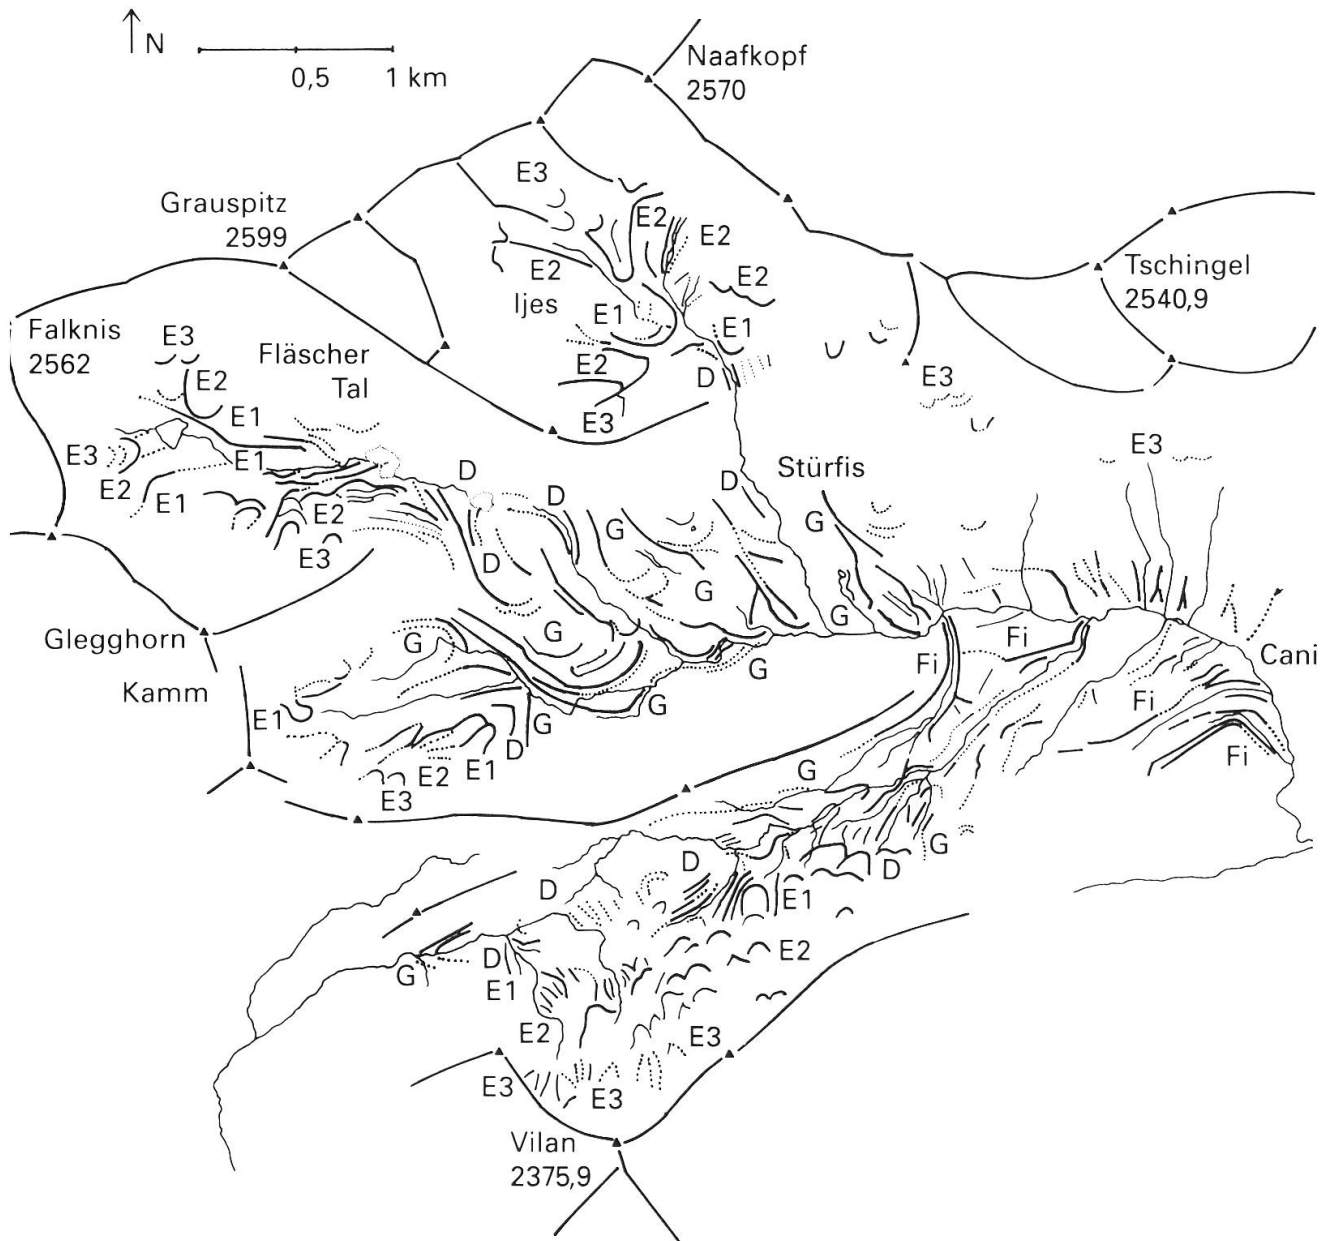 N
0,5
1 km
Naafkopf
2570
E3
Grauspitz
2599
E2
E2
E2
E2
Ijes
Tschingel
2540,9
Falknis
2562
E3
Fläscher
Tal
E1
E1
E2
D
E3
E2
E1
E3
E3
E3
E1
E2
E1
E2
E3
D
D
D
Stürfis
G
G
E3
D
G
G
Glegghorn
Kamm
G
G
G
Fi
Fi
Cani
E1
G
G
D
E1
E2
E3
G
Fi
Fi
D
D
G
D
E1
G
D
E1
E2
E2
E3
E3
E3
Vilan
2375,9